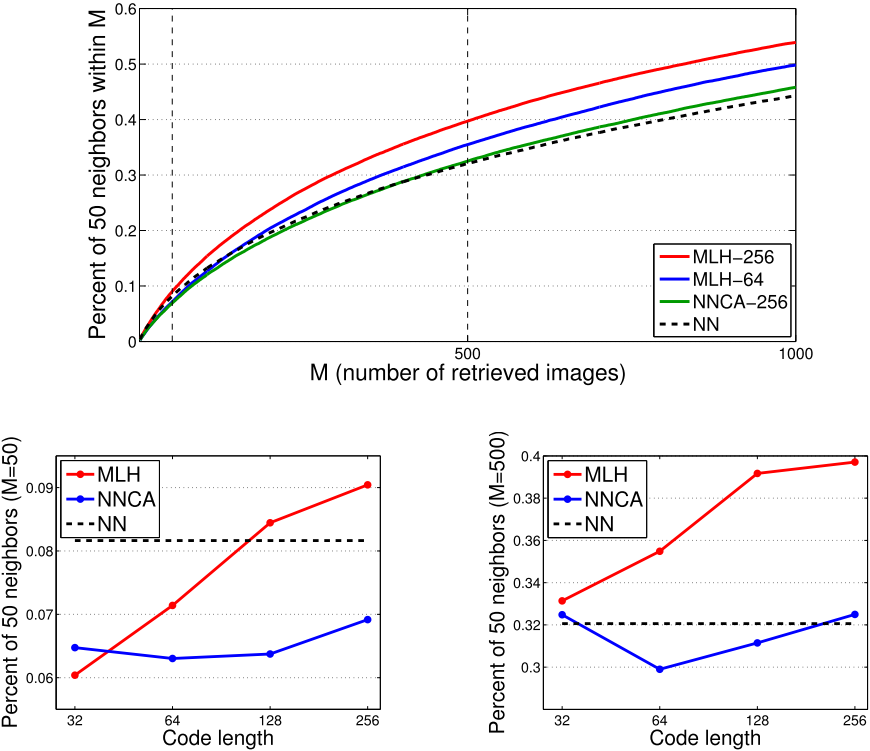 Percent of 50 neighbors within M
0.6
0.5
0.4
0.3
0.2
0.1
0
500
1000
M (number of retrieved images)
MLH−256
MLH−64
NNCA−256
NN
Percent of 50 neighbors (M=50)
0.09
0.08
0.07
0.06
32
64
128
256
Code length
MLH
NNCA
NN
Percent of 50 neighbors (M=500)
0.4
0.38
0.36
0.34
0.32
0.3
32
64
128
256
Code length
MLH
NNCA
NN